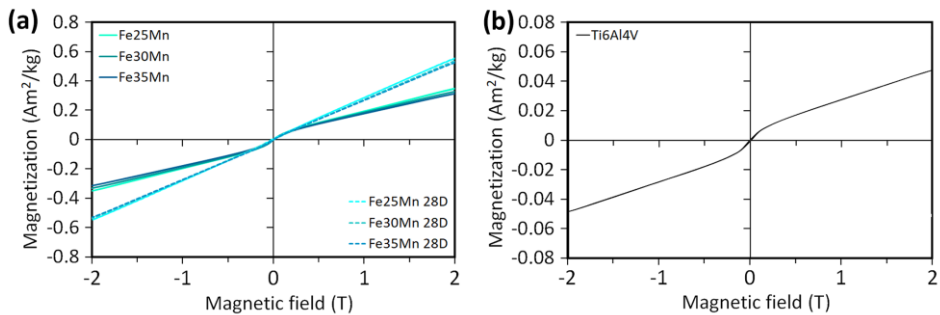 (a)
Magnetization (Am²/kg)
0.8
0.6
0.4
0.2
0
-0.2
-0.4
-0.6
-0.8
Fe25Mn
Fe30Mn
Fe35Mn
Fe25Mn 28D
Fe30Mn 28D
Fe35Mn 28D
-2 -1 0 1 2
Magnetic field (T)
(b)
Magnetization (Am²/kg)
0.08
0.06
0.04
0.02
0
-0.02
-0.04
-0.06
-0.08
Ti6Al4V
-2 -1 0 1 2
Magnetic field (T)